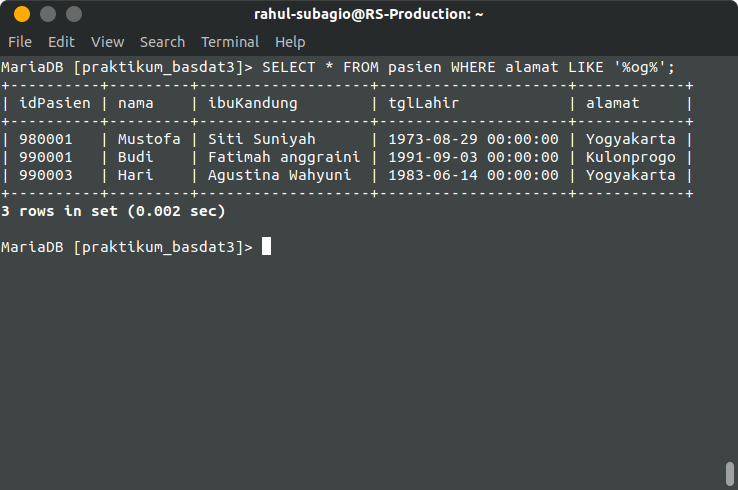 rahul-subagio@RS-Production: ~
File Edit View Search Terminal Help
MariaDB [praktikum_basdat3]> SELECT * FROM pasien WHERE alamat LIKE '%og%';
+----------+---------+-------------------+---------------------+------------+
| idPasien | nama    | ibuKandung        | tglLahir            | alamat     |
+----------+---------+-------------------+---------------------+------------+
| 980001   | Mustofa | Siti Suniyah      | 1973-08-29 00:00:00 | Yogyakarta |
| 990001   | Budi    | Fatimah anggraini | 1991-09-03 00:00:00 | Kulonprogo |
| 990003   | Hari    | Agustina Wahyuni  | 1983-06-14 00:00:00 | Yogyakarta |
+----------+---------+-------------------+---------------------+------------+
3 rows in set (0.002 sec)
MariaDB [praktikum_basdat3]>